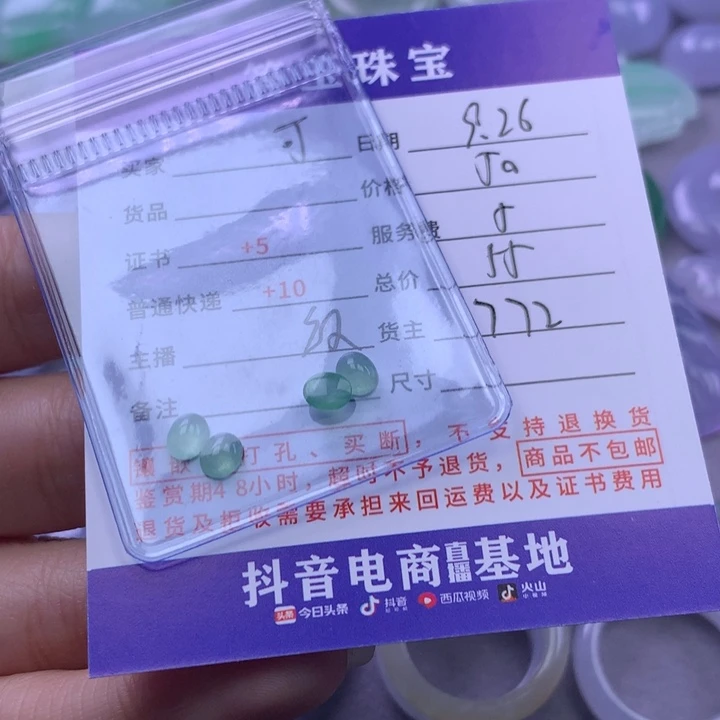 珠宝
买家 日期 9.26
货品 价格 50
证书 +5 服务费 5
普通快递 +10 总价 55
主播 货主 772
备注 尺寸
镶嵌、打孔、买断,不支持退换货
鉴赏期48小时,超时不予退货,商品不包邮
退货及拒收需要承担来回运费以及证书费用
抖音电商直播基地
头条 今日头条 抖音 西瓜视频 火山